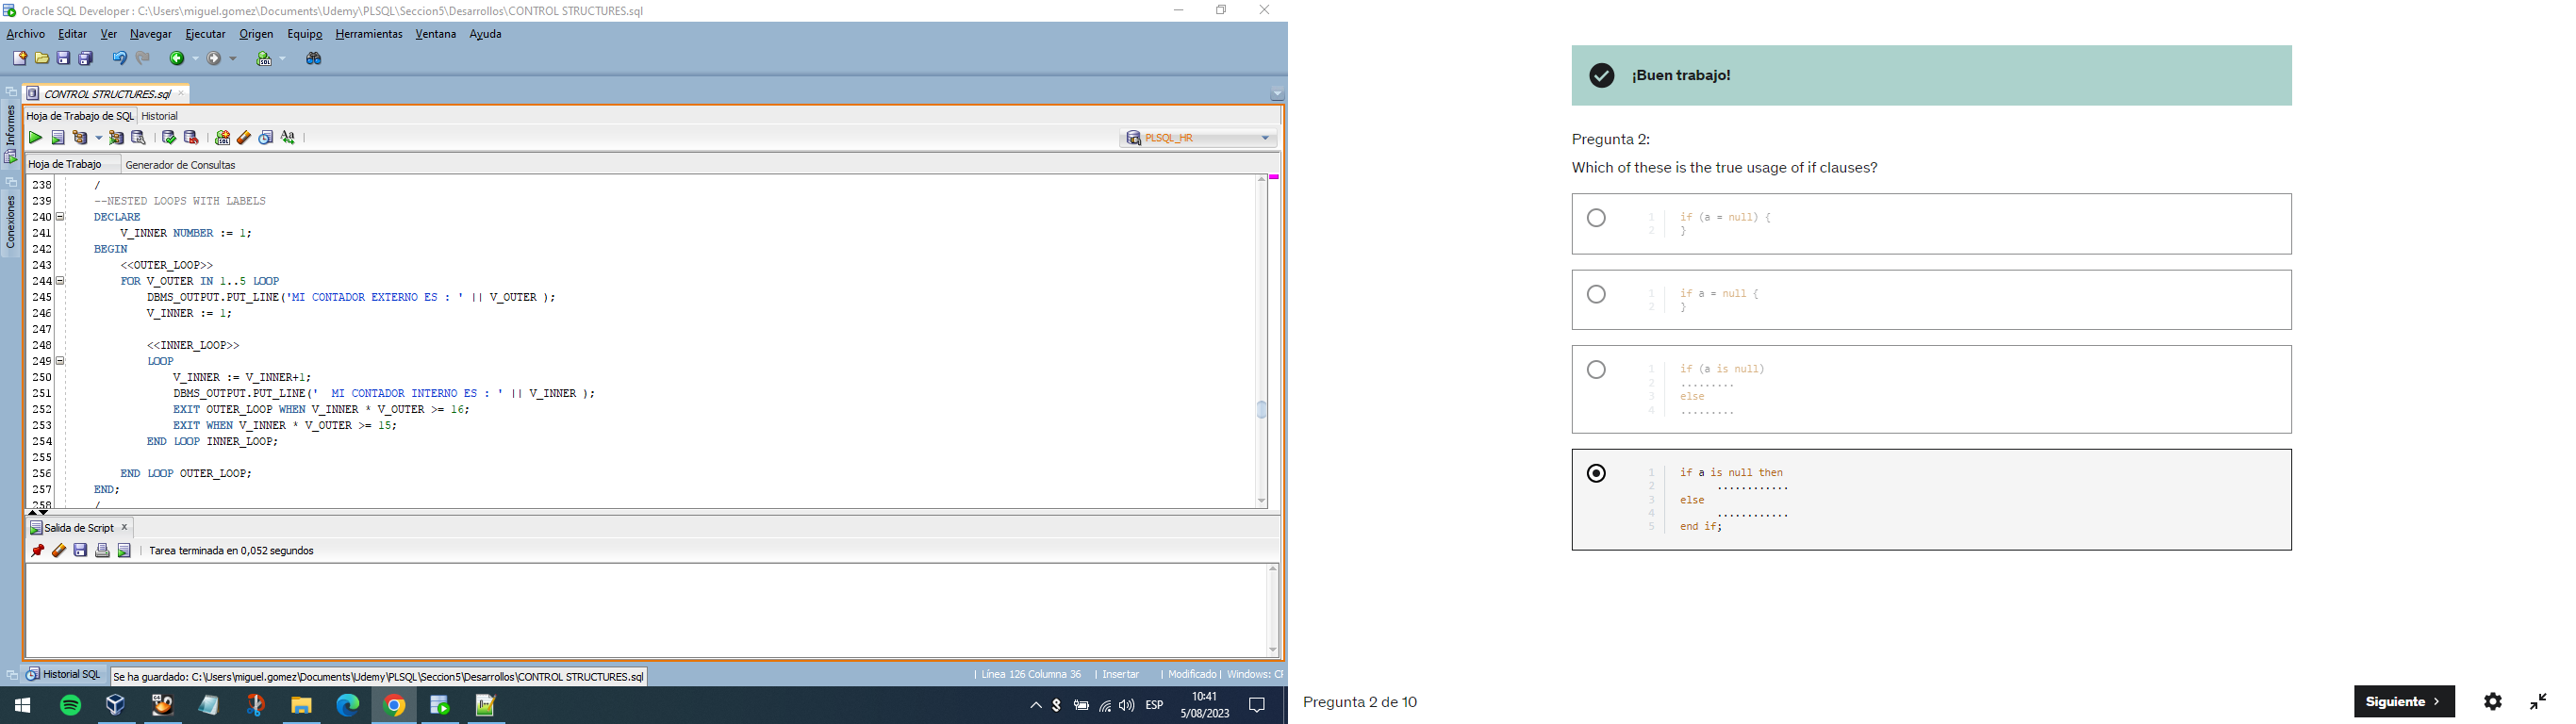 Oracle SQL Developer : C:\Users\miguel.gomez\Documents\Udemy\PLSQL\Seccion5\Desarrollos\CONTROL STRUCTURES.sql
Archivo Editar Ver Navegar Ejecutar Origen Equipo Herramientas Ventana Ayuda
CONTROL STRUCTURES.sql
Informes
Conexiones
Hoja de Trabajo de SQL Historial
PLSQL_HR
Hoja de Trabajo Generador de Consultas
238 /
239 --NESTED LOOPS WITH LABELS
240 DECLARE
241 V_INNER NUMBER := 1;
242 BEGIN
243 <<OUTER_LOOP>>
244 FOR V_OUTER IN 1..5 LOOP
245 DBMS_OUTPUT.PUT_LINE('MI CONTADOR EXTERNO ES : ' || V_OUTER );
246 V_INNER := 1;
247
248 <<INNER_LOOP>>
249 LOOP
250 V_INNER := V_INNER+1;
251 DBMS_OUTPUT.PUT_LINE('  MI CONTADOR INTERNO ES : ' || V_INNER );
252 EXIT OUTER_LOOP WHEN V_INNER * V_OUTER >= 16;
253 EXIT WHEN V_INNER * V_OUTER >= 15;
254 END LOOP INNER_LOOP;
255
256 END LOOP OUTER_LOOP;
257 END;
258 /
Salida de Script x
Tarea terminada en 0,052 segundos
Historial SQL Se ha guardado: C:\Users\miguel.gomez\Documents\Udemy\PLSQL\Seccion5\Desarrollos\CONTROL STRUCTURES.sql
| Línea 126 Columna 36 | Insertar | Modificado | Windows: CF
ESP
10:41
5/08/2023
¡Buen trabajo!
Pregunta 2:
Which of these is the true usage of if clauses?
1 if (a = null) {
2 }
1 if a = null {
2 }
1 if (a is null)
2 .........
3 else
4 .........
1 if a is null then
2 ............
3 else
4 ............
5 end if;
Pregunta 2 de 10
Siguiente >